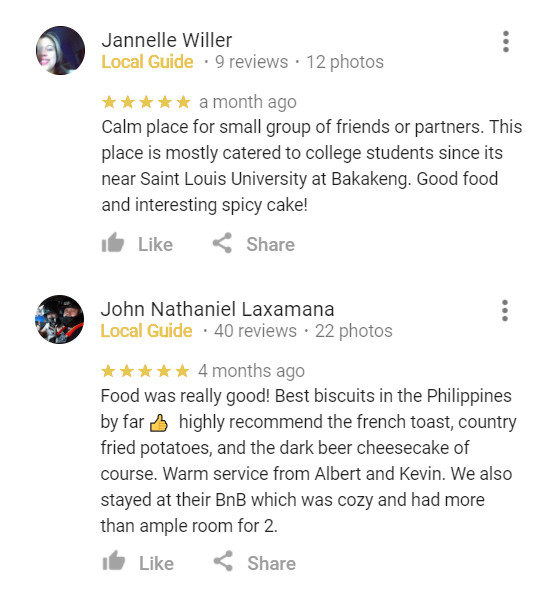 Jannelle Willer
Local Guide · 9 reviews · 12 photos
★★★★★ a month ago
Calm place for small group of friends or partners. This
place is mostly catered to college students since its
near Saint Louis University at Bakakeng. Good food
and interesting spicy cake!
Like Share
John Nathaniel Laxamana
Local Guide · 40 reviews · 22 photos
★★★★★ 4 months ago
Food was really good! Best biscuits in the Philippines
by far 👍 highly recommend the french toast, country
fried potatoes, and the dark beer cheesecake of
course. Warm service from Albert and Kevin. We also
stayed at their BnB which was cozy and had more
than ample room for 2.
Like Share